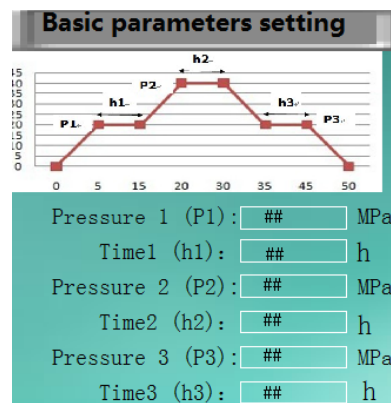 Basic parameters setting
h2
45
40
35
30
25
20
15
10
5
0
P2
h1
h3
P1
P3
0 5 15 20 30 35 45 50
Pressure 1 (P1): ## MPa
Time1 (h1): ## h
Pressure 2 (P2): ## MPa
Time2 (h2): ## h
Pressure 3 (P3): ## MPa
Time3 (h3): ## h